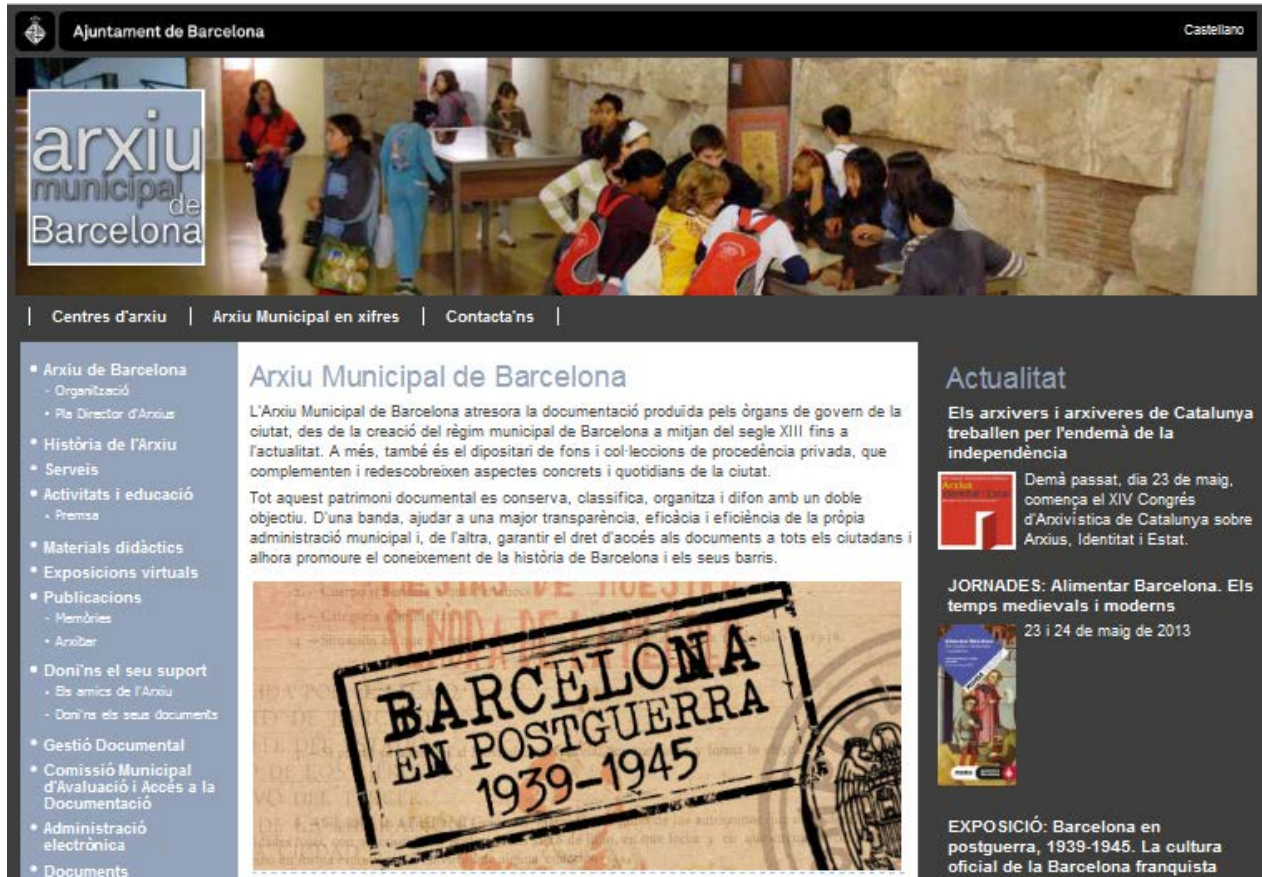 Ajuntament de Barcelona
Castellano
arxiu
municipal
de
Barcelona
Centres d'arxiu
Arxiu Municipal en xifres
Contacta'ns
Arxiu de Barcelona
- Organització
Pla Director d'Arxius
Història de l'Arxiu
Serveis
Activitats i educació
Premsa
Materials didàctics
Exposicions virtuals
Publicacions
- Memòries
Arxiter
Doni'ns el seu suport
Els amics de l'Arxiu
- Doni'ns els seus documents
Gestió Documental
Comissió Municipal
d'Avaluació i Accés a la
Documentació
Administració
electrònica
Documents
Arxiu Municipal de Barcelona
L'Arxiu Municipal de Barcelona atresora la documentació produïda pels òrgans de govern de la
ciutat, des de la creació del règim municipal de Barcelona a mitjan del segle XIII fins a
l'actualitat. A més, també és el dipositari de fons i col·leccions de procedència privada, que
complementen i redescobreixen aspectes concrets i quotidians de la ciutat.
Tot aquest patrimoni documental es conserva, classifica, organitza i difon amb un doble
objectiu. D'una banda, ajudar a una major transparència, eficàcia i eficiència de la pròpia
administració municipal i, de l'altra, garantir el dret d'accés als documents a tots els ciutadans i
alhora promoure el coneixement de la història de Barcelona i els seus barris.
BARCELONA
EN POSTGUERRA
1939-1945
Actualitat
Els arxivers i arxiveres de Catalunya
treballen per l'endemà de la
independència
Arxius
Identitat i Estat
Demà passat, dia 23 de maig,
comença el XIV Congrés
d'Arxivística de Catalunya sobre
Arxius, Identitat i Estat.
JORNADES: Alimentar Barcelona. Els
temps medievals i moderns
23 i 24 de maig de 2013
EXPOSICIÓ: Barcelona en
postguerra, 1939-1945. La cultura
oficial de la Barcelona franquista